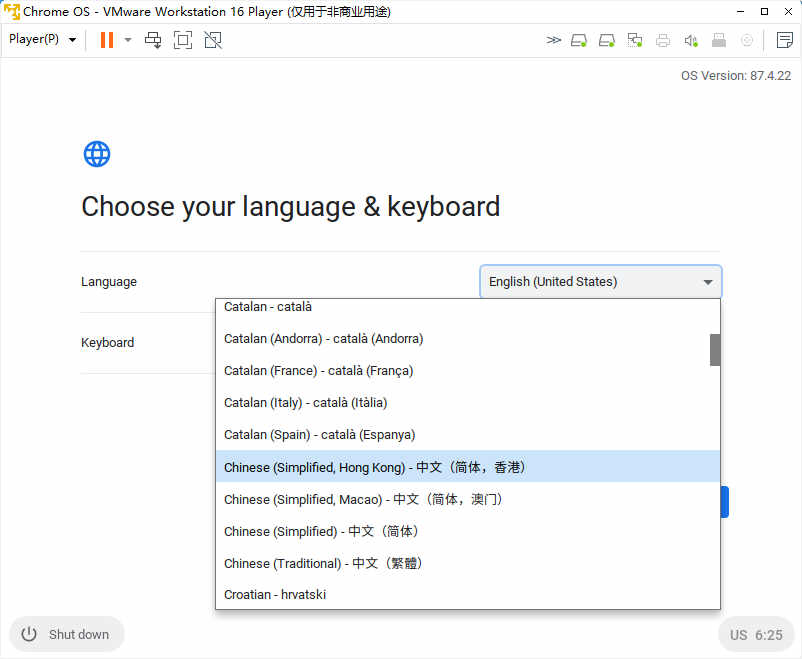 Chrome OS - VMware Workstation 16 Player (仅用于非商业用途)
Player(P)
OS Version: 87.4.22
Choose your language & keyboard
Language
English (United States)
Keyboard
Catalan - català
Catalan (Andorra) - català (Andorra)
Catalan (France) - català (França)
Catalan (Italy) - català (Itàlia)
Catalan (Spain) - català (Espanya)
Chinese (Simplified, Hong Kong) - 中文（简体，香港）
Chinese (Simplified, Macao) - 中文（简体，澳门）
Chinese (Simplified) - 中文（简体）
Chinese (Traditional) - 中文（繁體）
Croatian - hrvatski
Shut down
US 6:25